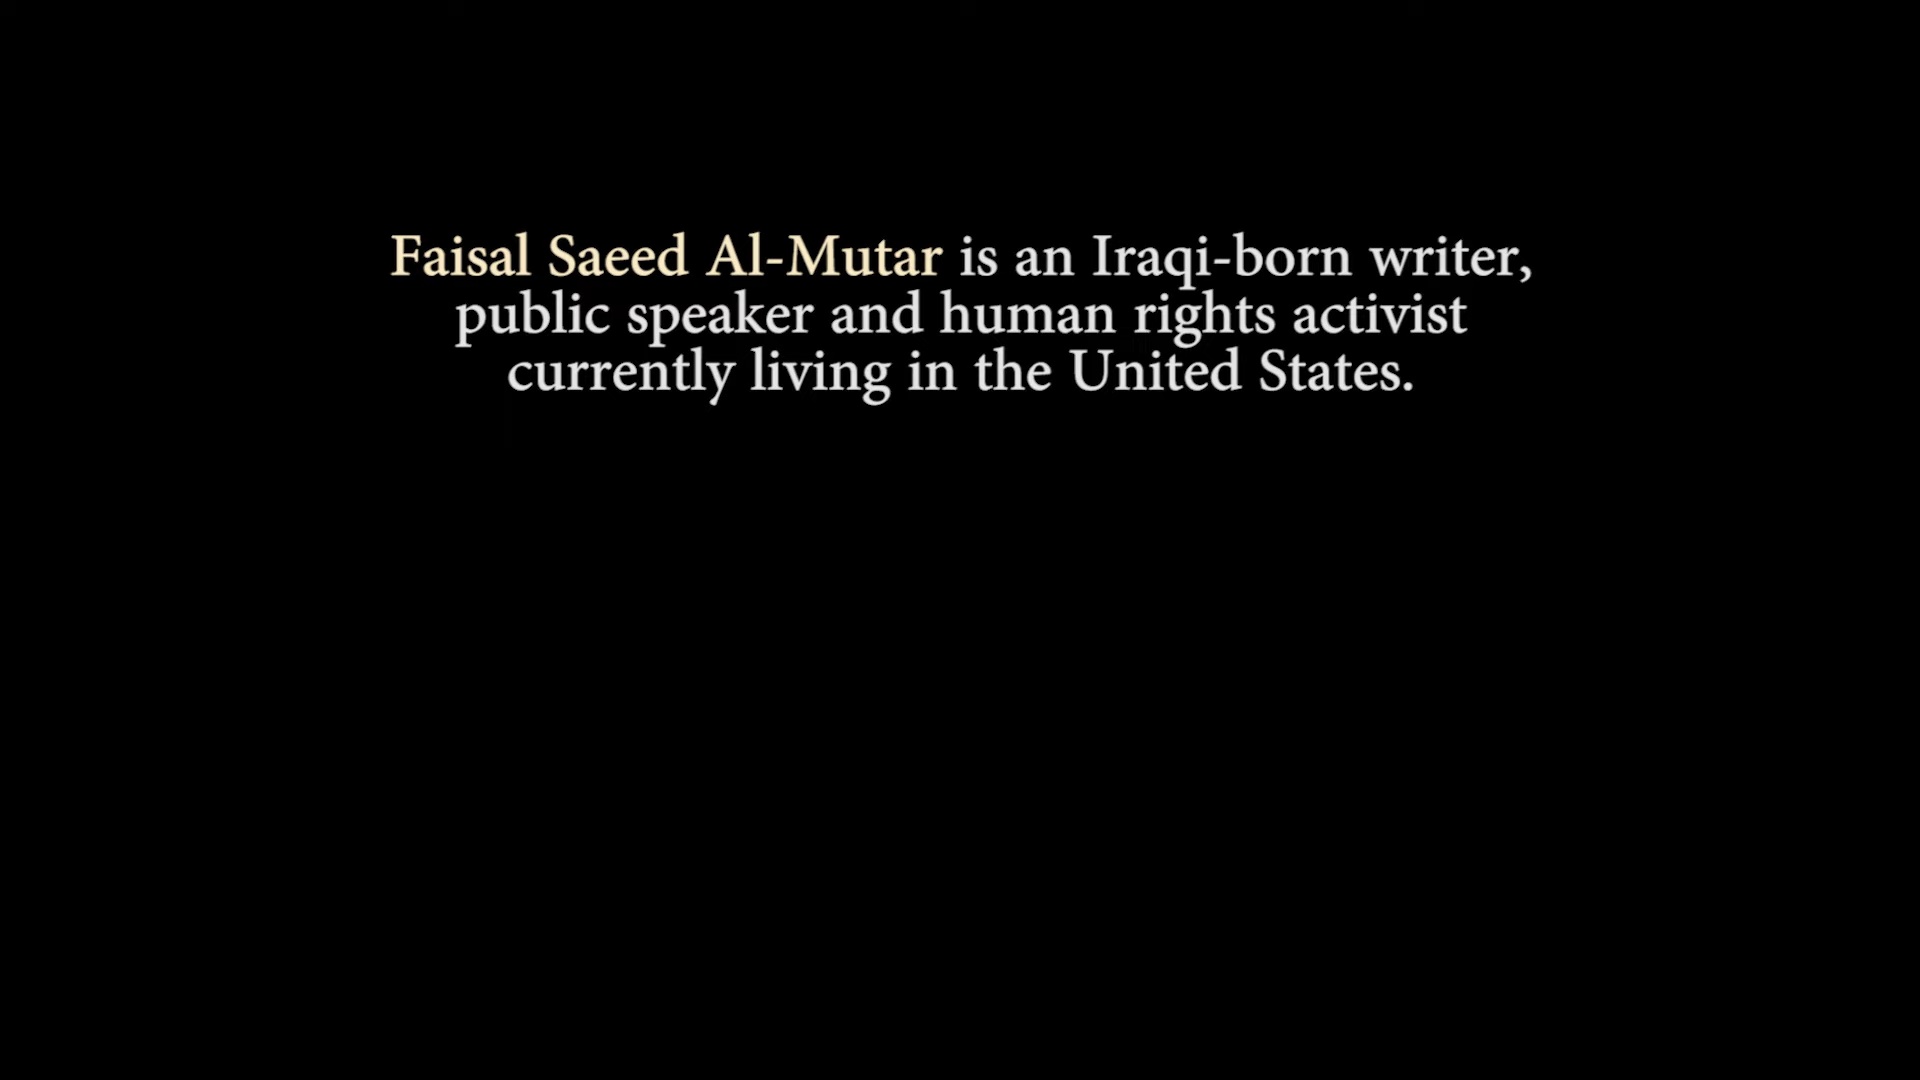 Faisal Saeed Al-Mutar is an Iraqi-born writer,
public speaker and human rights activist
currently living in the United States.